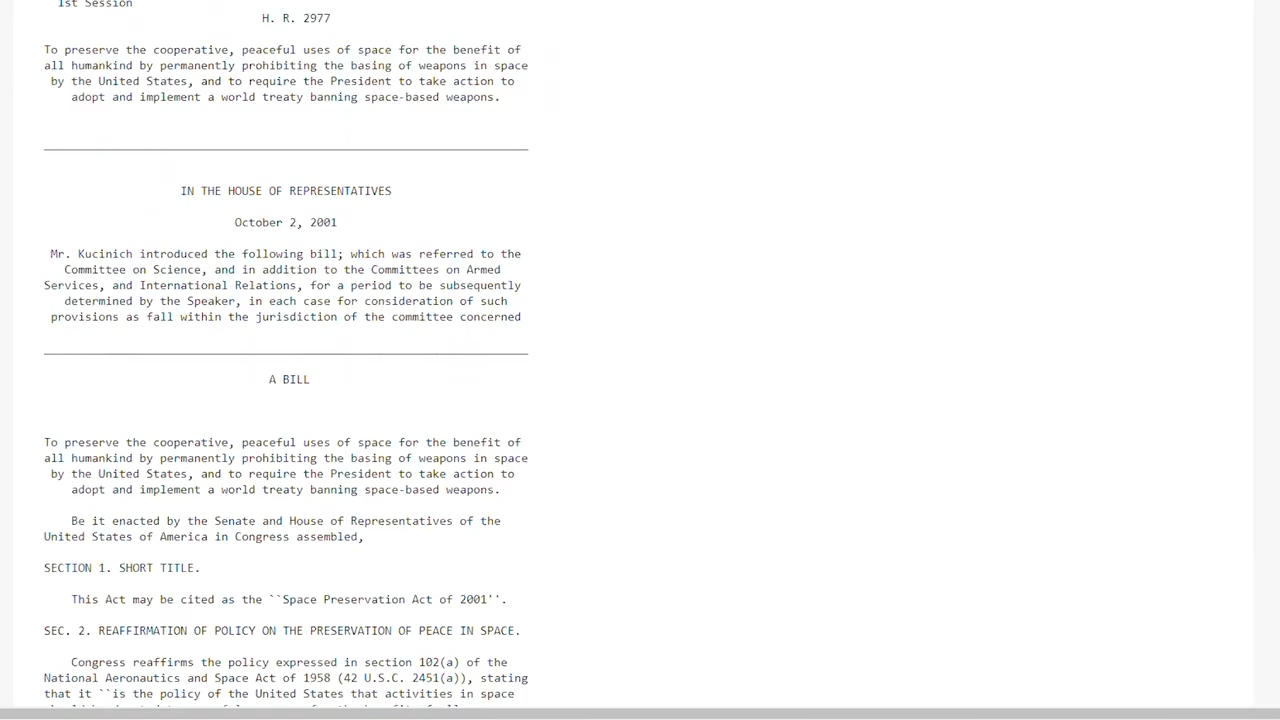 1st Session
H. R. 2977
To preserve the cooperative, peaceful uses of space for the benefit of
all humankind by permanently prohibiting the basing of weapons in space
by the United States, and to require the President to take action to
adopt and implement a world treaty banning space-based weapons.
IN THE HOUSE OF REPRESENTATIVES
October 2, 2001
Mr. Kucinich introduced the following bill; which was referred to the
Committee on Science, and in addition to the Committees on Armed
Services, and International Relations, for a period to be subsequently
determined by the Speaker, in each case for consideration of such
provisions as fall within the jurisdiction of the committee concerned
A BILL
To preserve the cooperative, peaceful uses of space for the benefit of
all humankind by permanently prohibiting the basing of weapons in space
by the United States, and to require the President to take action to
adopt and implement a world treaty banning space-based weapons.
Be it enacted by the Senate and House of Representatives of the
United States of America in Congress assembled,
SECTION 1. SHORT TITLE.
This Act may be cited as the ``Space Preservation Act of 2001''.
SEC. 2. REAFFIRMATION OF POLICY ON THE PRESERVATION OF PEACE IN SPACE.
Congress reaffirms the policy expressed in section 102(a) of the
National Aeronautics and Space Act of 1958 (42 U.S.C. 2451(a)), stating
that it ``is the policy of the United States that activities in space